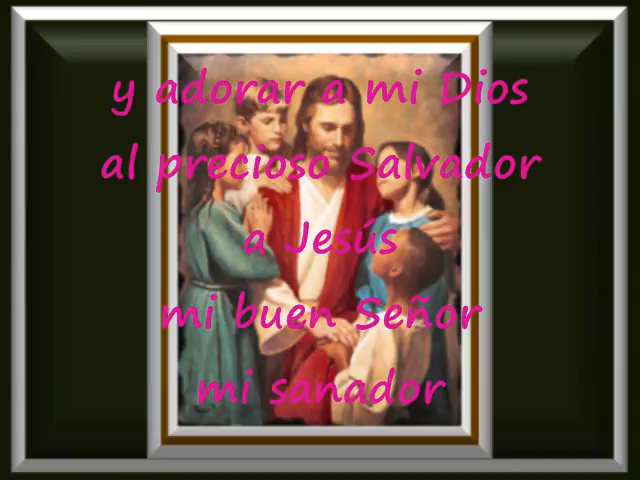 y adorar a mi Dios
al precioso Salvador
a Jesús
mi buen Señor
mi sanador